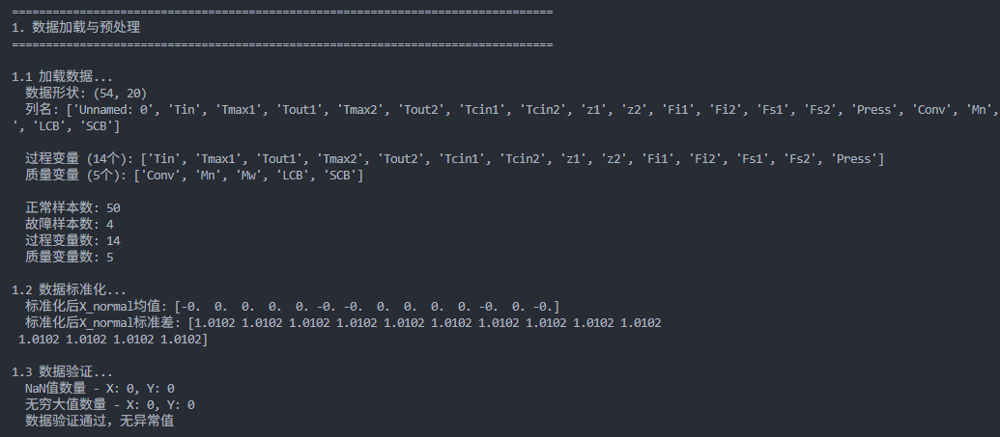 ================================================================================
1. 数据加载与预处理
================================================================================
1.1 加载数据...
数据形状: (54, 20)
列名: ['Unnamed: 0', 'Tin', 'Tmax1', 'Tout1', 'Tmax2', 'Tout2', 'Tcin1', 'Tcin2', 'z1', 'z2', 'Fi1', 'Fi2', 'Fs1', 'Fs2', 'Press', 'Conv', 'Mn',
', 'LCB', 'SCB']
过程变量 (14个): ['Tin', 'Tmax1', 'Tout1', 'Tmax2', 'Tout2', 'Tcin1', 'Tcin2', 'z1', 'z2', 'Fi1', 'Fi2', 'Fs1', 'Fs2', 'Press']
质量变量 (5个): ['Conv', 'Mn', 'Mw', 'LCB', 'SCB']
正常样本数: 50
故障样本数: 4
过程变量数: 14
质量变量数: 5
1.2 数据标准化...
标准化后X_normal均值: [-0. 0. 0. 0. 0. -0. -0. 0. 0. 0. 0. -0. 0. -0.]
标准化后X_normal标准差: [1.0102 1.0102 1.0102 1.0102 1.0102 1.0102 1.0102 1.0102 1.0102 1.0102
1.0102 1.0102 1.0102 1.0102]
1.3 数据验证...
NaN值数量 - X: 0, Y: 0
无穷大值数量 - X: 0, Y: 0
数据验证通过，无异常值